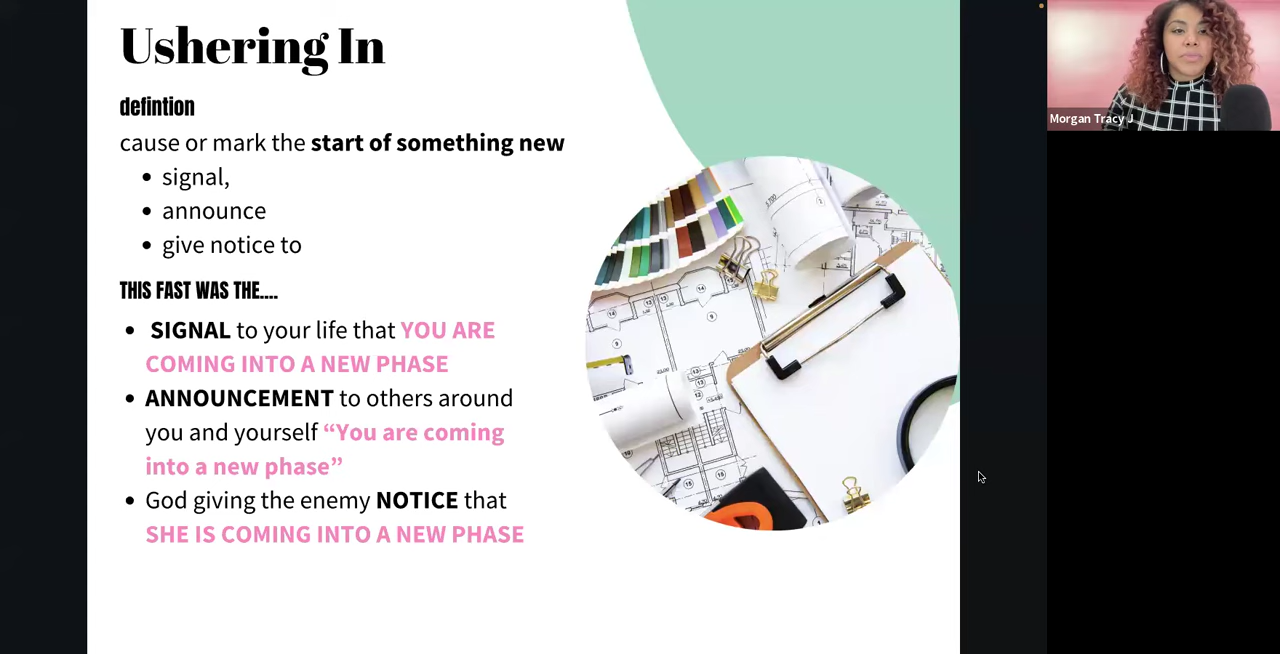 Ushering In
defintion
cause or mark the start of something new
• signal,
• announce
• give notice to
THIS FAST WAS THE....
• SIGNAL to your life that YOU ARE
COMING INTO A NEW PHASE
• ANNOUNCEMENT to others around
you and yourself “You are coming
into a new phase”
• God giving the enemy NOTICE that
SHE IS COMING INTO A NEW PHASE
Morgan Tracy J